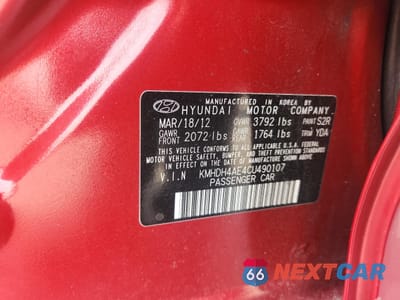 MANUFACTURED IN KOREA BY
HYUNDAI MOTOR COMPANY
MAR/18/12 GVWR 3792 lbs PAINT S2R
GAWR FRONT 2072 lbs GAWR REAR 1764 lbs TRIM YDA
THIS VEHICLE CONFORMS TO ALL APPLICABLE U.S.A. FEDERAL MOTOR
VEHICLE SAFETY, BUMPER, AND THEFT PREVENTION STANDARDS
IN EFFECT ON THE DATE OF MANUFACTURE SHOWN ABOVE.
V.I.N KMHDH4AE4CU490107
PASSENGER CAR
66 NEXTCAR